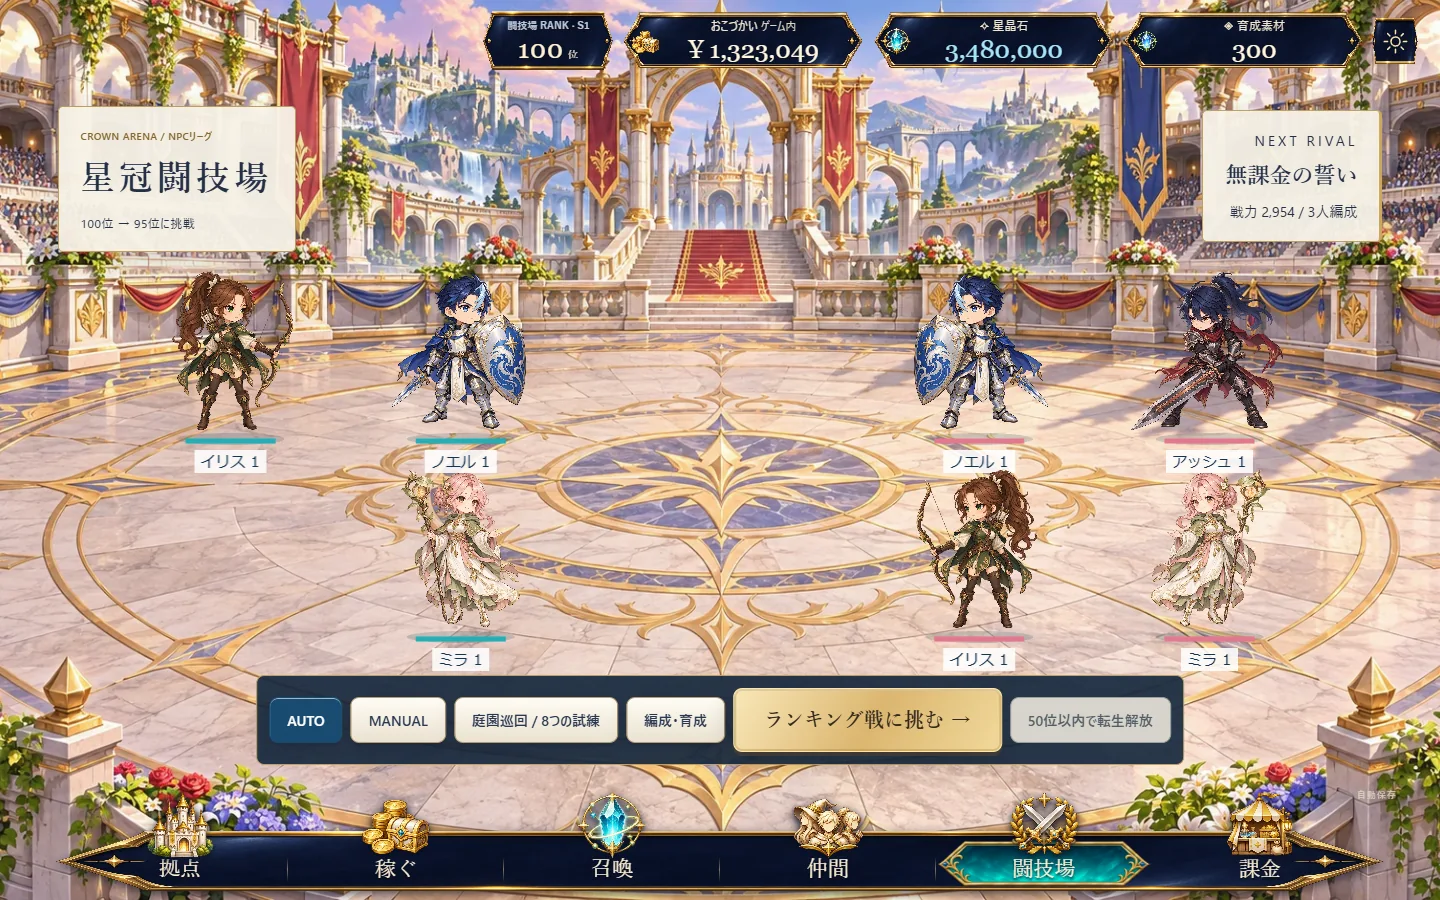 闘技場 RANK · S1
100 位
おこづかい ゲーム内
¥ 1,323,049
✧ 星晶石
3,480,000
◈ 育成素材
300
CROWN ARENA / NPCリーグ
星冠闘技場
100位 → 95位に挑戦
NEXT RIVAL
無課金の誓い
戦力 2,954 / 3人編成
イリス 1
ノエル 1
ノエル 1
アッシュ 1
ミラ 1
イリス 1
ミラ 1
AUTO
MANUAL
庭園巡回 / 8つの試練
編成・育成
ランキング戦に挑む →
50位以内で転生解放
自動保存
拠点
稼ぐ
召喚
仲間
闘技場
課金